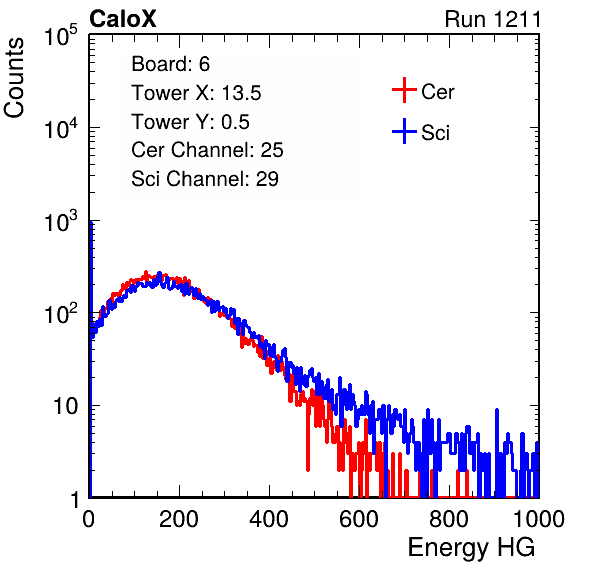 CaloX Run 1211
Counts
10^5
10^4
10^3
10^2
10
1
Board: 6
Tower X: 13.5
Tower Y: 0.5
Cer Channel: 25
Sci Channel: 29
Cer
Sci
0 200 400 600 800 1000
Energy HG